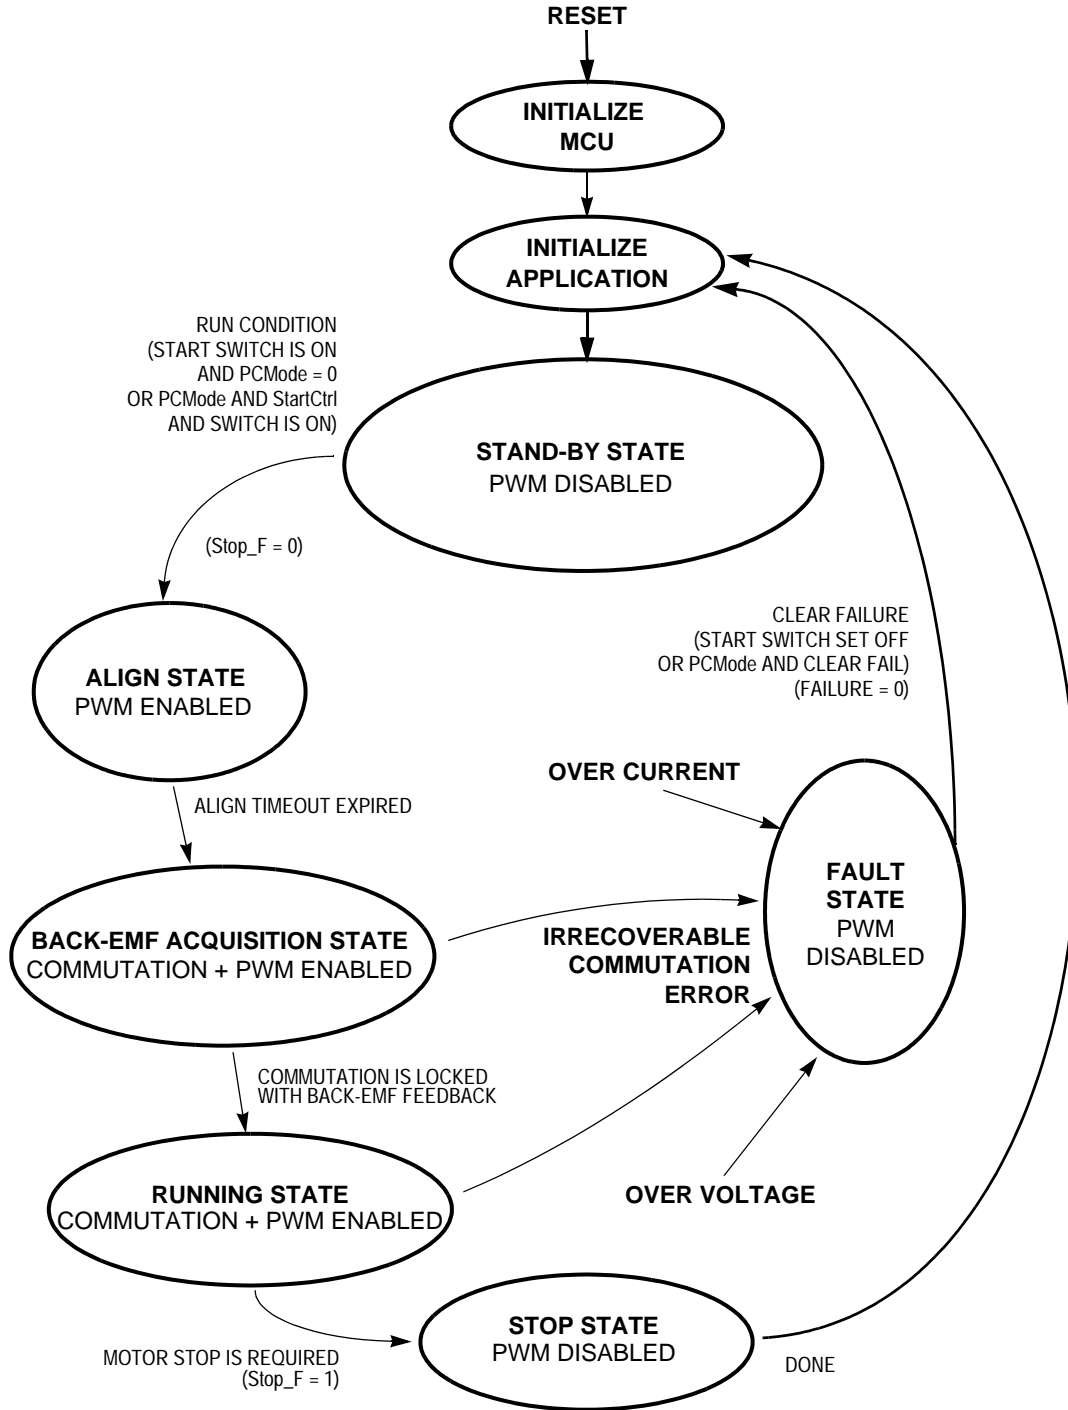 RESET
INITIALIZE
MCU
INITIALIZE
APPLICATION
RUN CONDITION
(START SWITCH IS ON
AND PCMode = 0
OR PCMode AND StartCtrl
AND SWITCH IS ON)
STAND-BY STATE
PWM DISABLED
(Stop_F = 0)
CLEAR FAILURE
(START SWITCH SET OFF
OR PCMode AND CLEAR FAIL)
(FAILURE = 0)
ALIGN STATE
PWM ENABLED
OVER CURRENT
ALIGN TIMEOUT EXPIRED
FAULT
STATE
PWM
DISABLED
BACK-EMF ACQUISITION STATE
COMMUTATION + PWM ENABLED
IRRECOVERABLE
COMMUTATION
ERROR
COMMUTATION IS LOCKED
WITH BACK-EMF FEEDBACK
RUNNING STATE
COMMUTATION + PWM ENABLED
OVER VOLTAGE
STOP STATE
PWM DISABLED
MOTOR STOP IS REQUIRED
(Stop_F = 1)
DONE